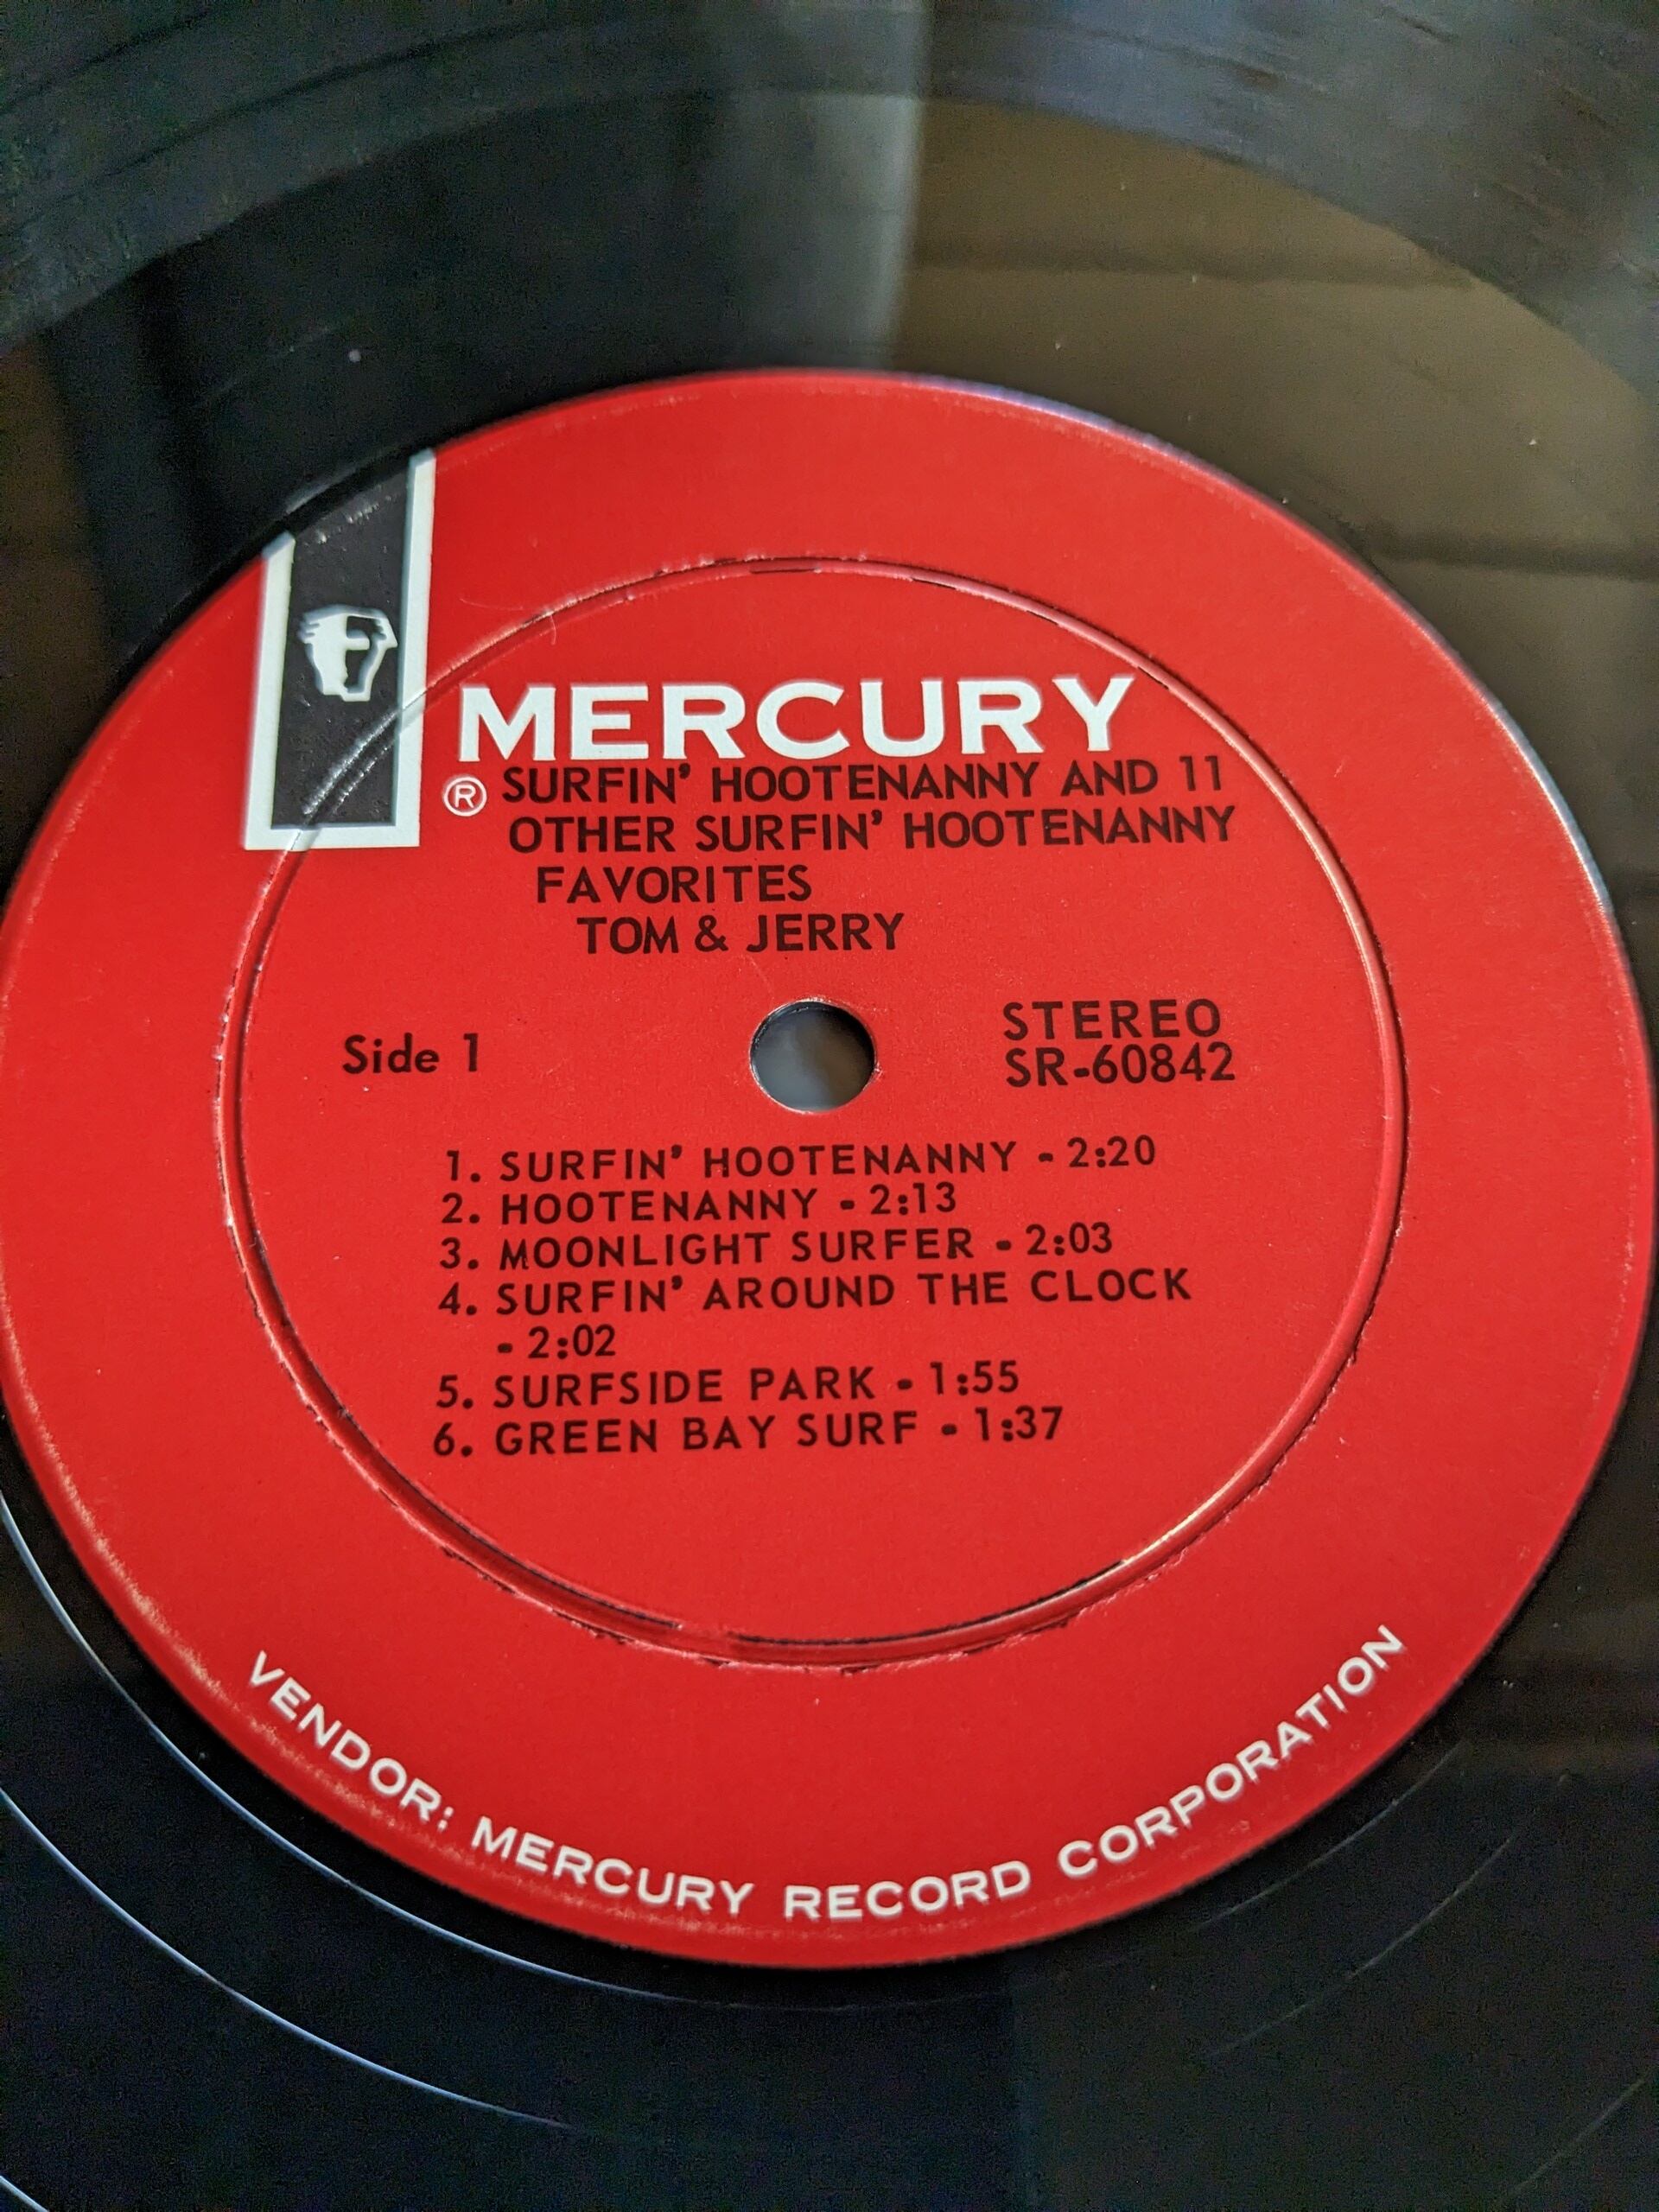 MERCURY
® SURFIN' HOOTENANNY AND 11
OTHER SURFIN' HOOTENANNY
FAVORITES
TOM & JERRY
Side 1
STEREO
SR-60842
1. SURFIN' HOOTENANNY - 2:20
2. HOOTENANNY - 2:13
3. MOONLIGHT SURFER - 2:03
4. SURFIN' AROUND THE CLOCK
- 2:02
5. SURFSIDE PARK - 1:55
6. GREEN BAY SURF - 1:37
VENDOR: MERCURY RECORD CORPORATION